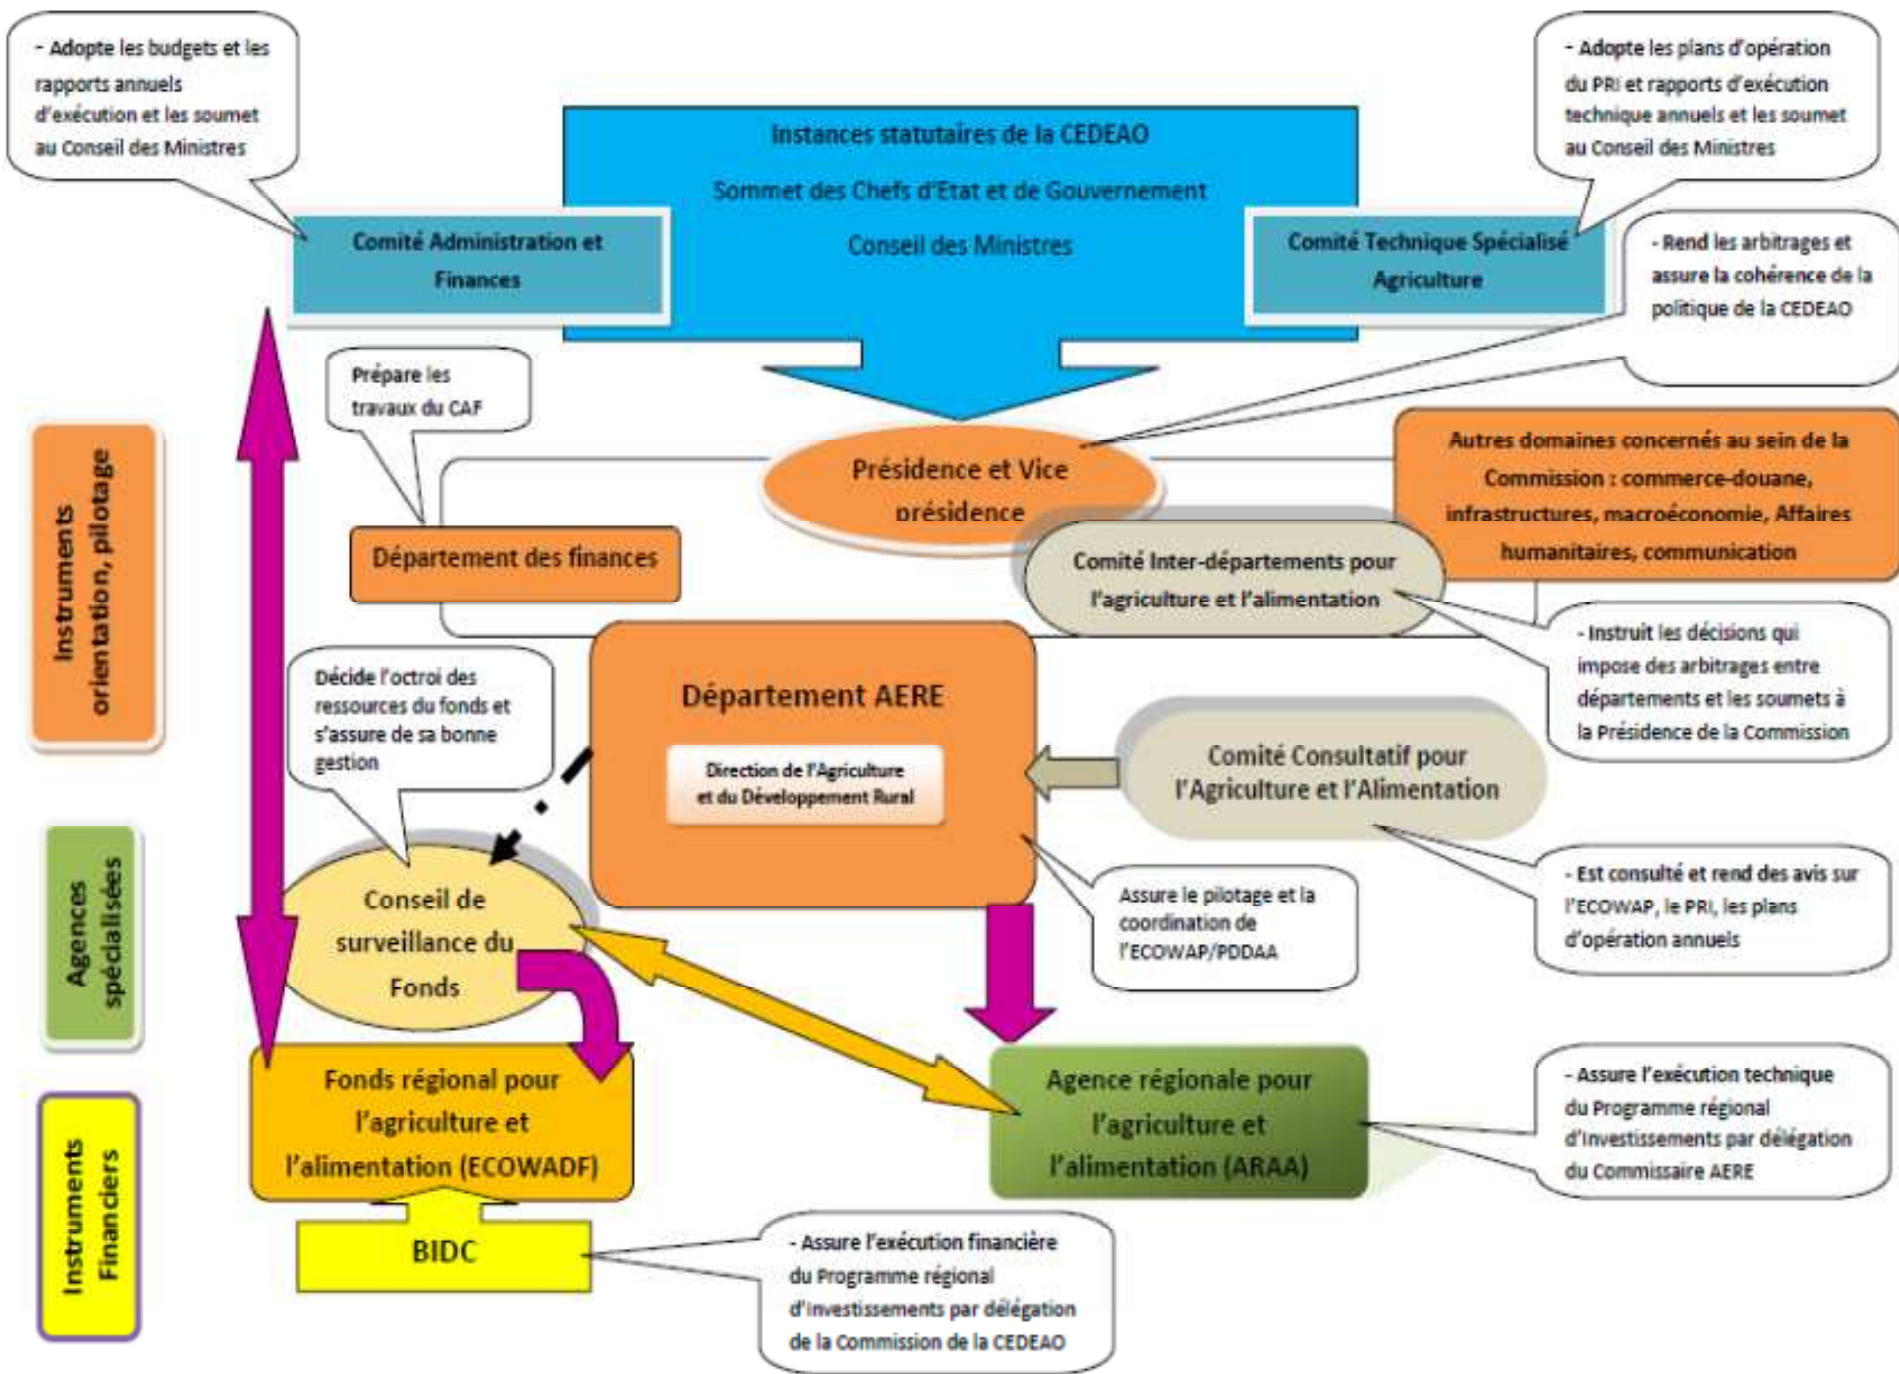 - Adopte les budgets et les
rapports annuels
d'exécution et les soumet
au Conseil des Ministres
- Adopte les plans d'opération
du PRI et rapports d'exécution
technique annuels et les soumet
au Conseil des Ministres
Instances statutaires de la CEDEAO
Sommet des Chefs d'Etat et de Gouvernement
Conseil des Ministres
Comité Administration et
Finances
Comité Technique Spécialisé
Agriculture
- Rend les arbitrages et
assure la cohérence de la
politique de la CEDEAO
Prépare les
travaux du CAF
Instruments
orientation, pilotage
Présidence et Vice
présidence
Autres domaines concernés au sein de la
Commission : commerce-douane,
infrastructures, macroéconomie, Affaires
humanitaires, communication
Département des finances
Comité Inter-départements pour
l'agriculture et l'alimentation
- Instruit les décisions qui
impose des arbitrages entre
départements et les soumets à
la Présidence de la Commission
Décide l'octroi des
ressources du fonds et
s'assure de sa bonne
gestion
Département AERE
Direction de l'Agriculture
et du Développement Rural
Comité Consultatif pour
l'Agriculture et l'Alimentation
Agences
spécialisées
Conseil de
surveillance du
Fonds
Assure le pilotage et la
coordination de
l'ECOWAP/PDDAA
- Est consulté et rend des avis sur
l'ECOWAP, le PRI, les plans
d'opération annuels
Fonds régional pour
l'agriculture et
l'alimentation (ECOWADF)
Agence régionale pour
l'agriculture et
l'alimentation (ARAA)
- Assure l'exécution technique
du Programme régional
d'Investissements par délégation
du Commissaire AERE
Instruments
Financiers
BIDC
- Assure l'exécution financière
du Programme régional
d'Investissements par délégation
de la Commission de la CEDEAO